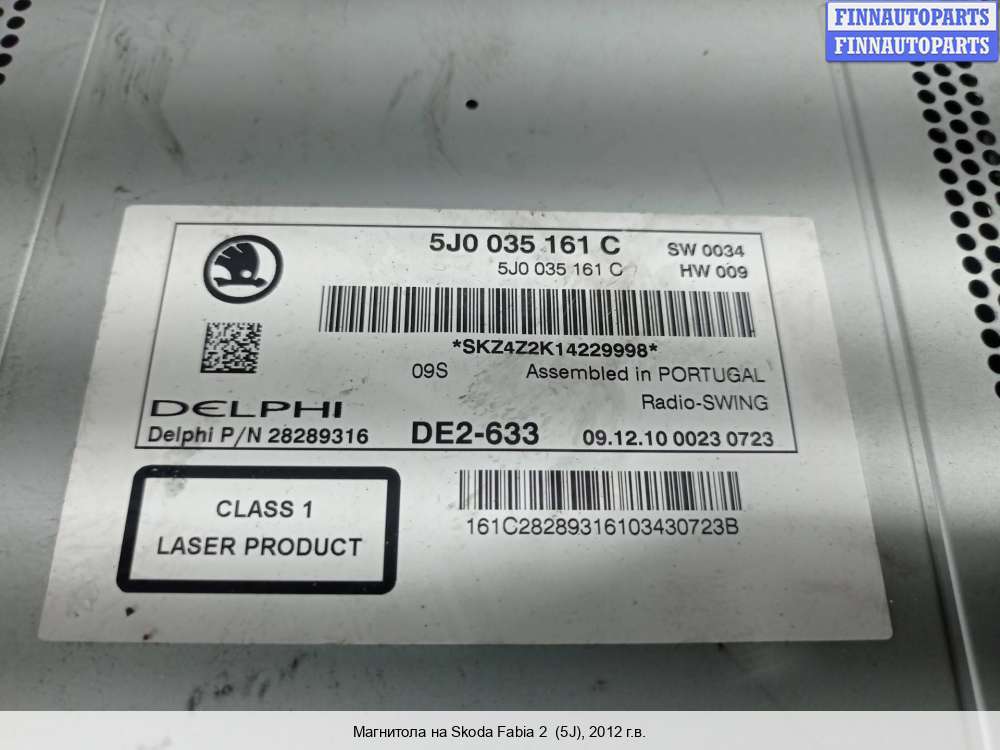 FINNAUTOPARTS
FINNAUTOPARTS
5J0 035 161 C SW 0034
5J0 035 161 C HW 009
*SKZ4Z2K14229998*
09S Assembled in PORTUGAL
Radio-SWING
DELPHI
Delphi P/N 28289316 DE2-633 09.12.10 0023 0723
CLASS 1
LASER PRODUCT
161C28289316103430723B
Магнитола на Skoda Fabia 2 (5J), 2012 г.в.